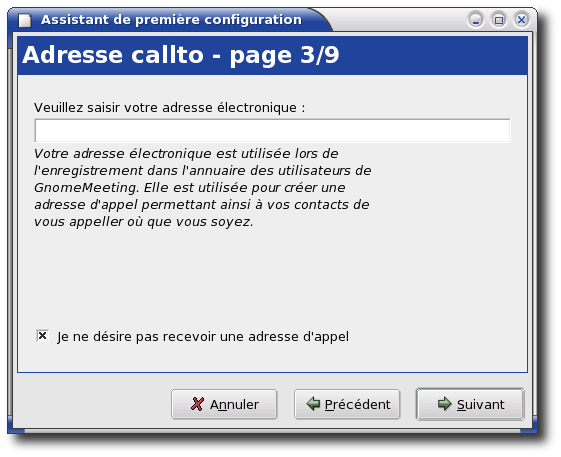 Assistant de première configuration
Adresse callto - page 3/9
Veuillez saisir votre adresse électronique :
Votre adresse électronique est utilisée lors de
l'enregistrement dans l'annuaire des utilisateurs de
GnomeMeeting. Elle est utilisée pour créer une
adresse d'appel permettant ainsi à vos contacts de
vous appeller où que vous soyez.
Je ne désire pas recevoir une adresse d'appel
Annuler
Précédent
Suivant